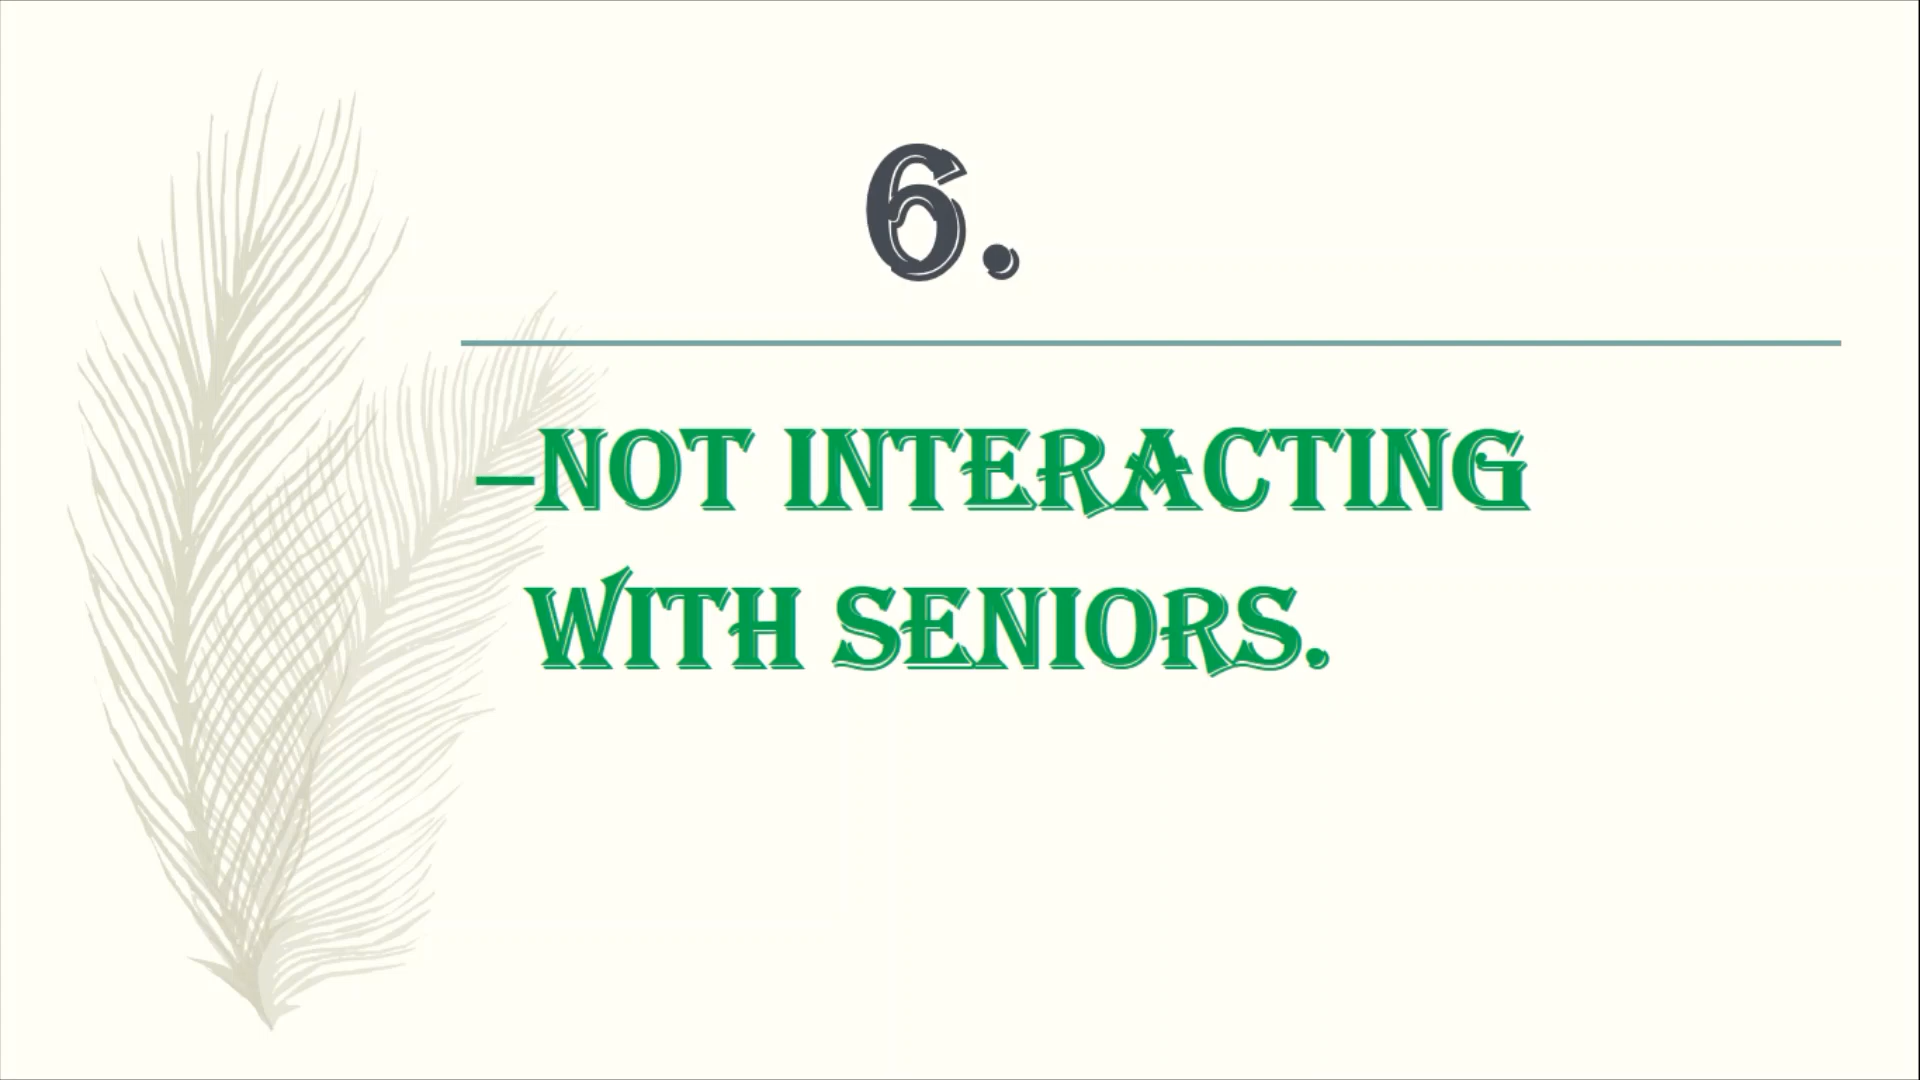 6.
–NOT INTERACTING
WITH SENIORS.